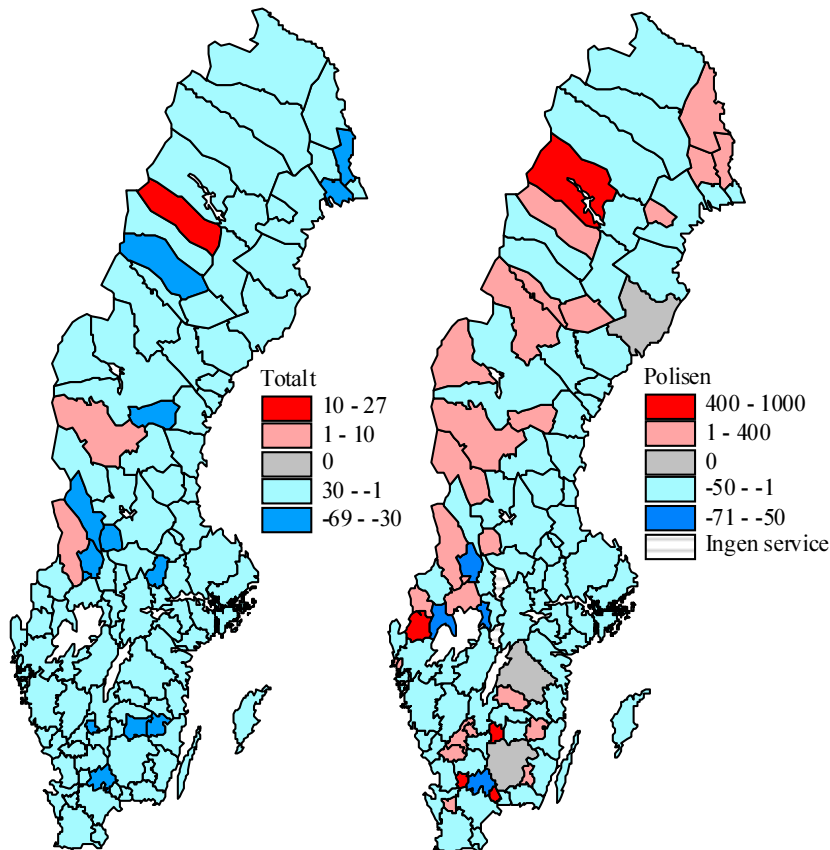 Totalt
10 - 27
1 - 10
0
30 - -1
-69 - -30
Polisen
400 - 1000
1 - 400
0
-50 - -1
-71 - -50
Ingen service